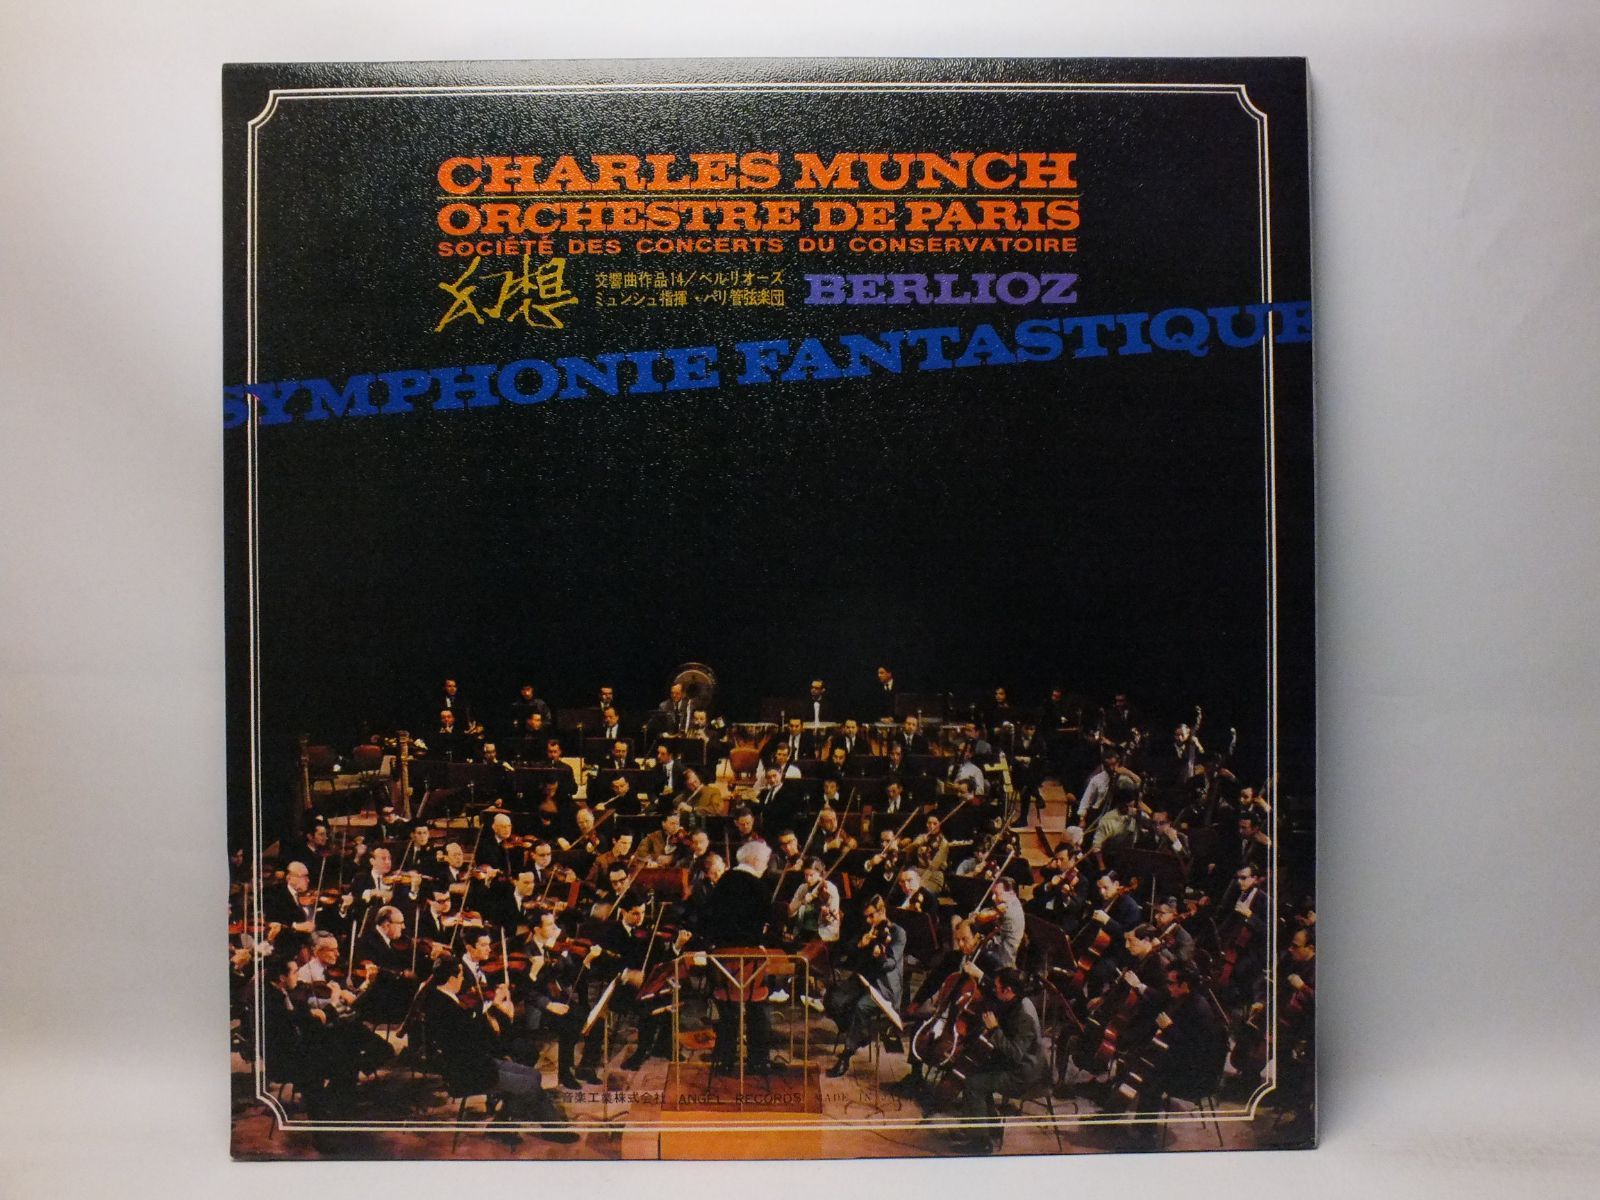 CHARLES MUNCH
ORCHESTRE DE PARIS
SOCIÉTÉ DES CONCERTS DU CONSERVATOIRE
幻想
交響曲作品14/ベルリオーズ
ミュンシュ指揮・パリ管弦楽団
BERLIOZ
SYMPHONIE FANTASTIQUE
音楽工業株式会社 ANGEL RECORDS MADE IN